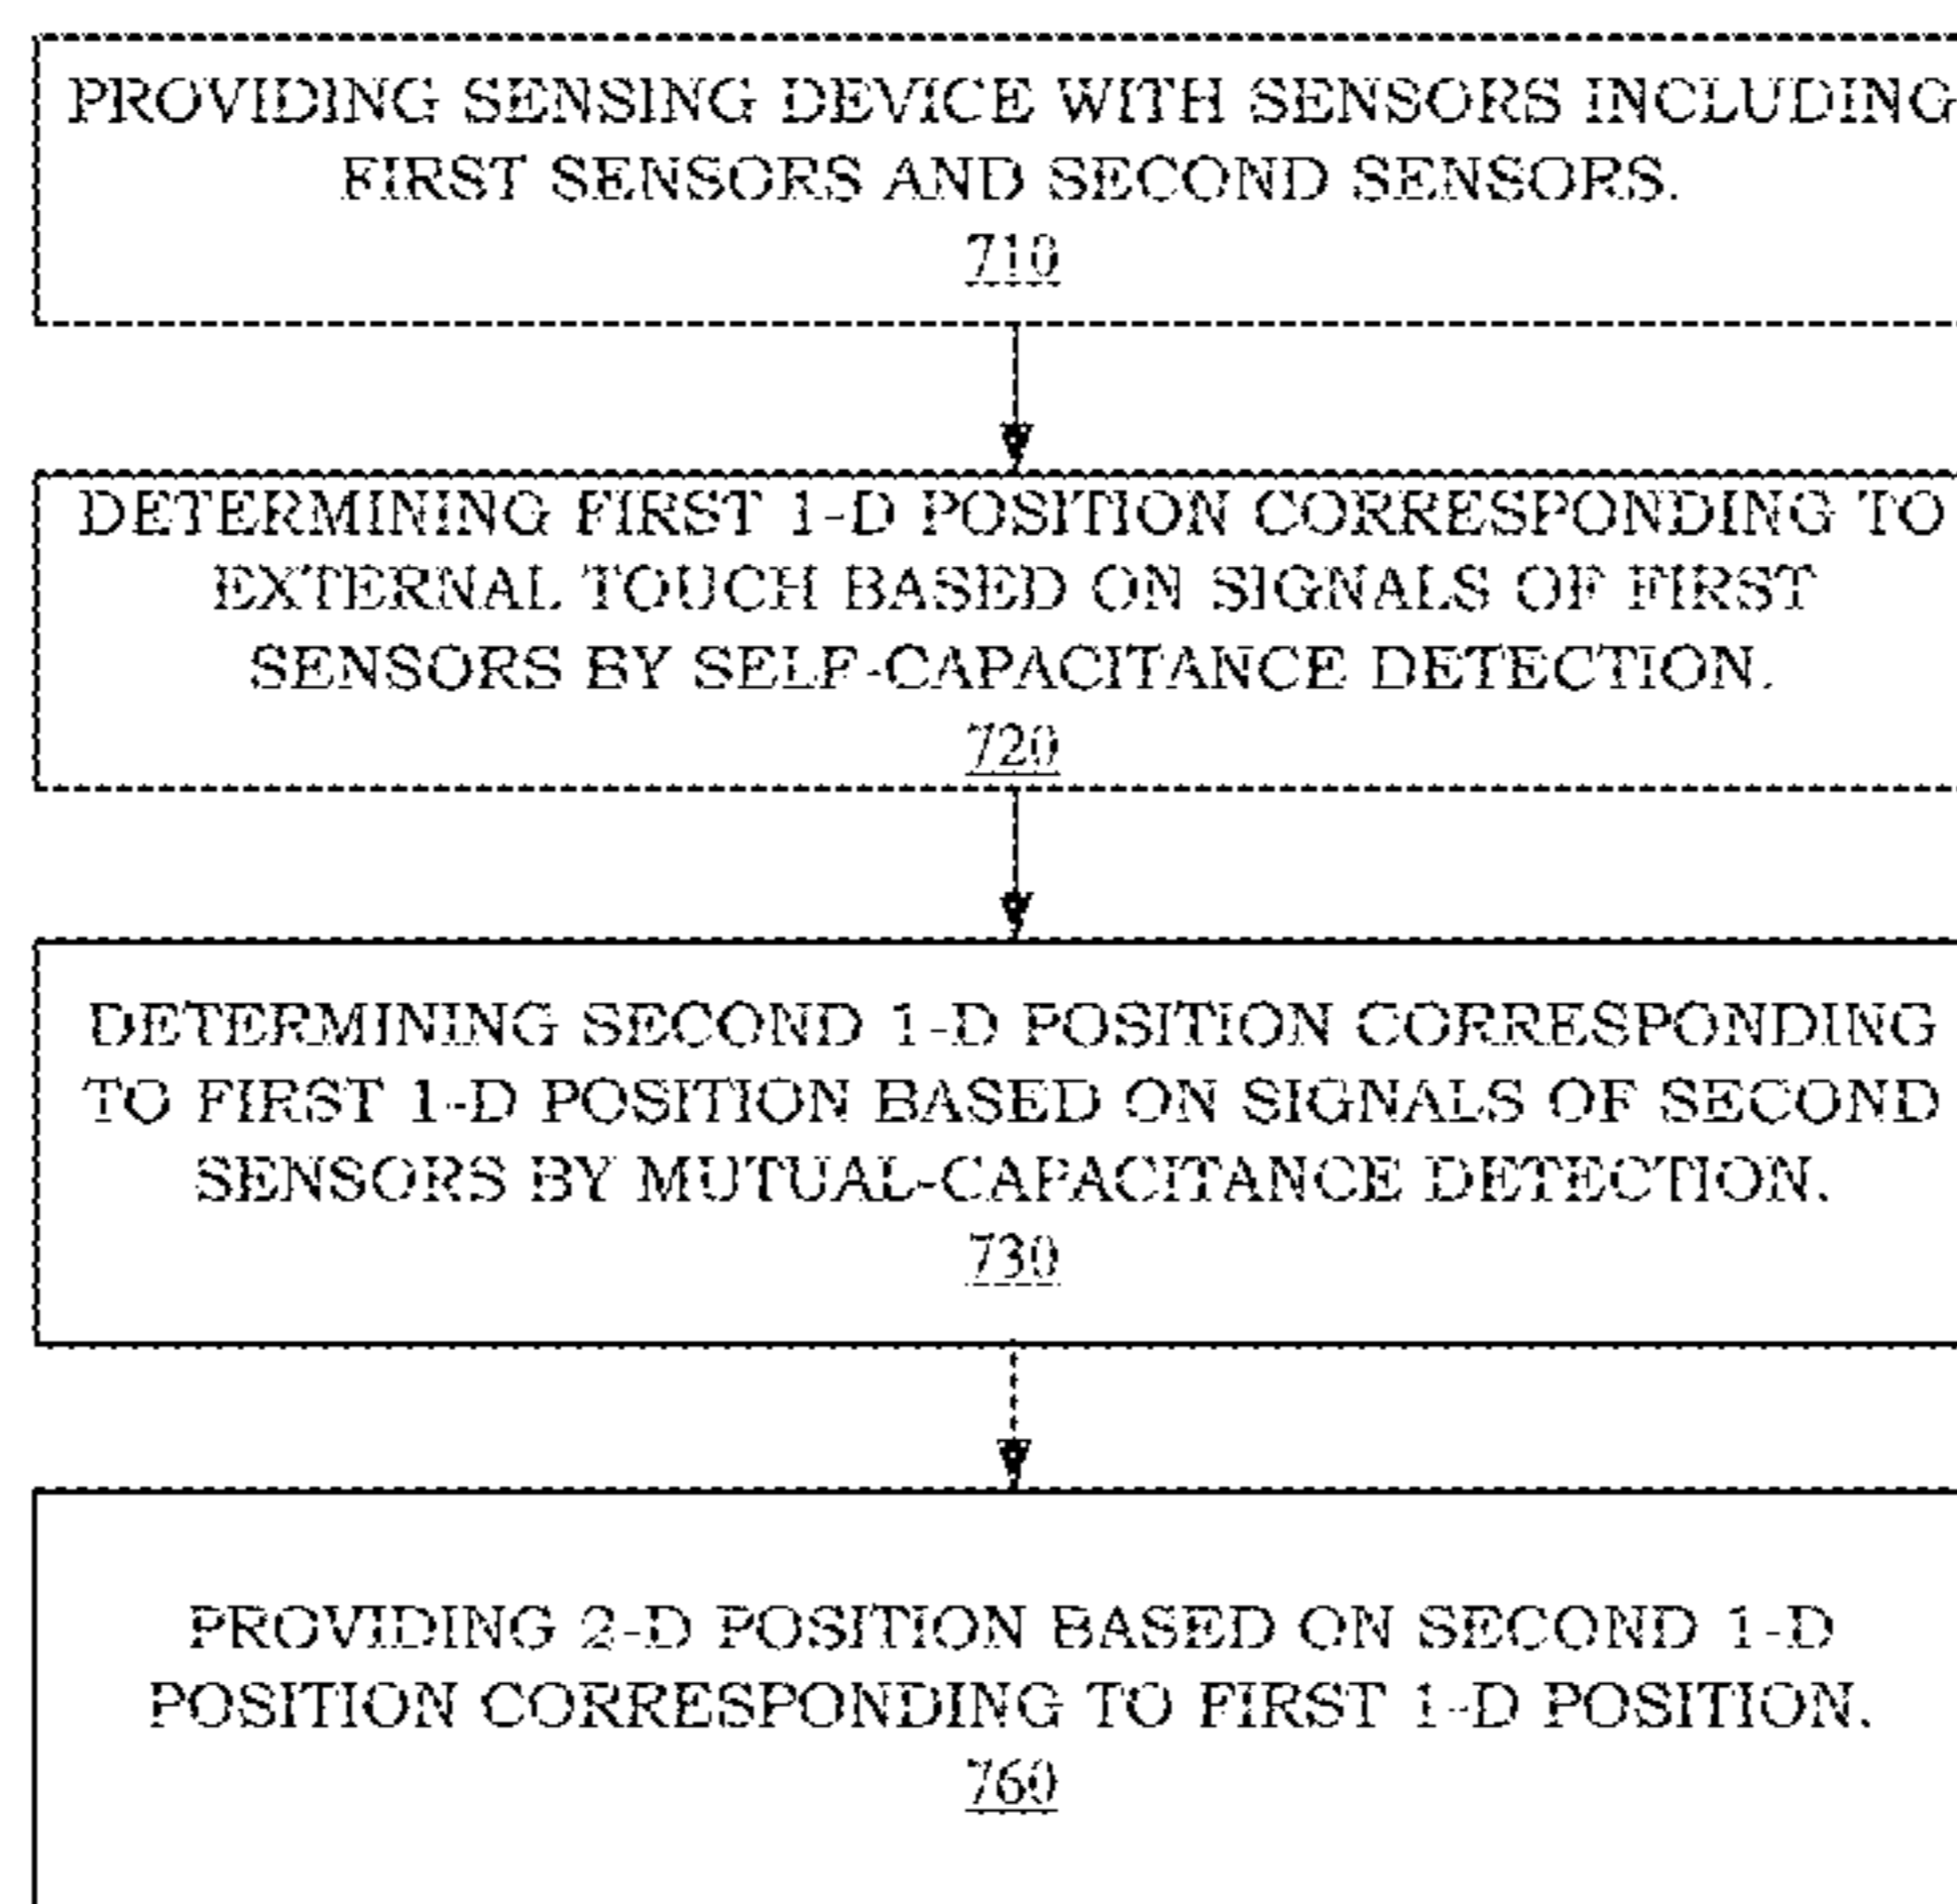 PROVIDING SENSING DEVICE WITH SENSORS INCLUDING
FIRST SENSORS AND SECOND SENSORS.
710
DETERMINING FIRST 1-D POSITION CORRESPONDING TO
EXTERNAL TOUCH BASED ON SIGNALS OF FIRST
SENSORS BY SELF-CAPACITANCE DETECTION.
720
DETERMINING SECOND 1-D POSITION CORRESPONDING
TO FIRST 1-D POSITION BASED ON SIGNALS OF SECOND
SENSORS BY MUTUAL-CAPACITANCE DETECTION.
730
PROVIDING 2-D POSITION BASED ON SECOND 1-D
POSITION CORRESPONDING TO FIRST 1-D POSITION.
760